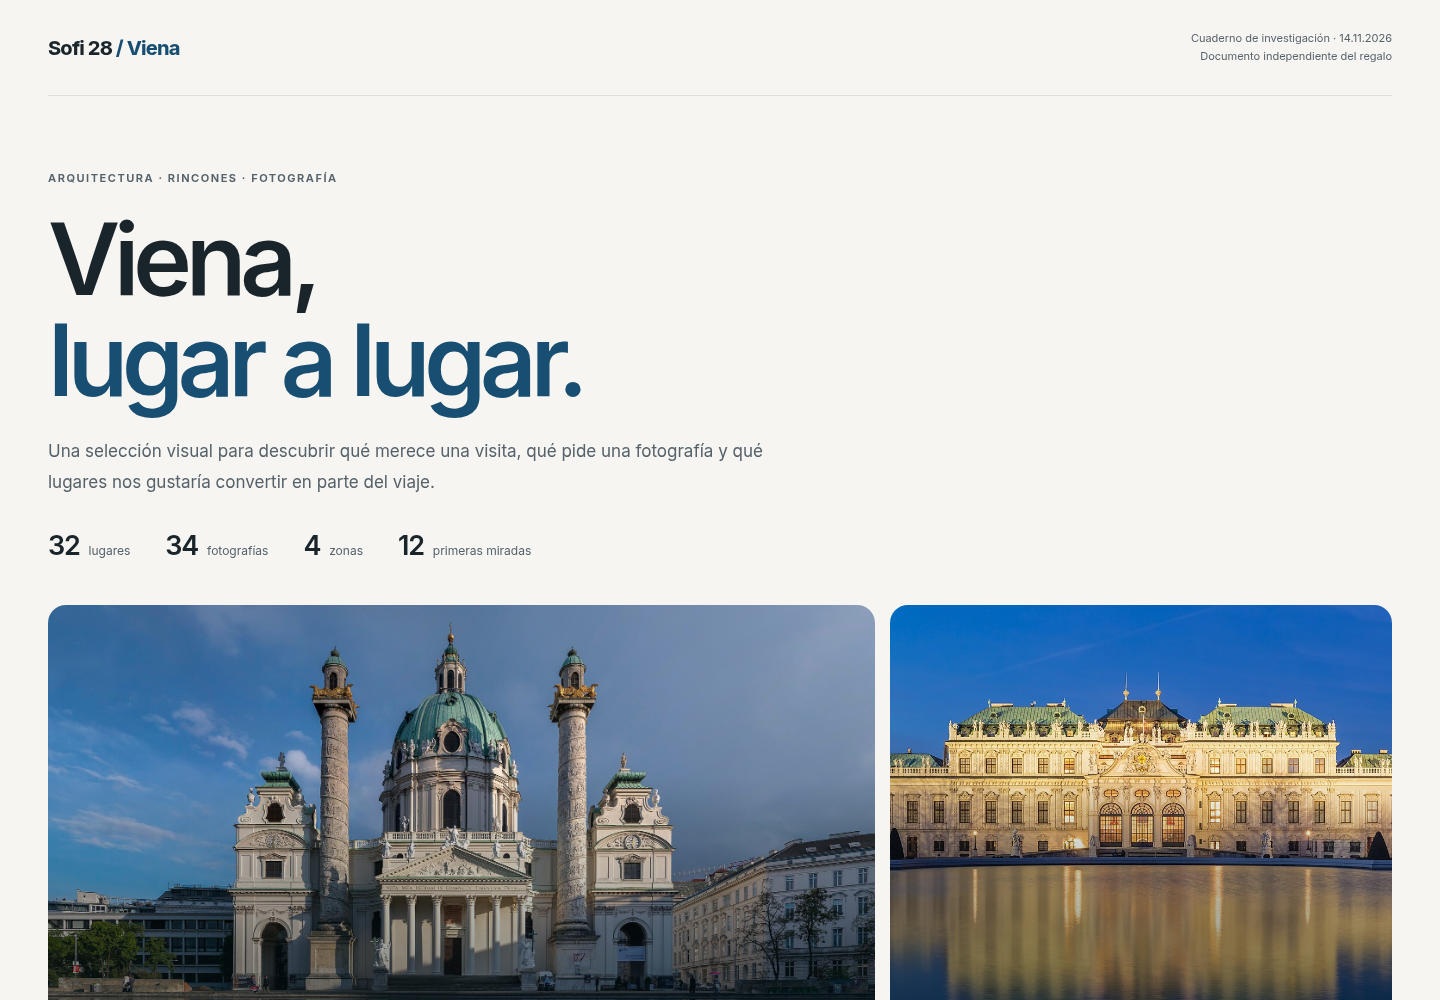 Sofi 28 / Viena
Cuaderno de investigación · 14.11.2026
Documento independiente del regalo
ARQUITECTURA · RINCONES · FOTOGRAFÍA
Viena,
lugar a lugar.
Una selección visual para descubrir qué merece una visita, qué pide una fotografía y qué
lugares nos gustaría convertir en parte del viaje.
32 lugares 34 fotografías 4 zonas 12 primeras miradas